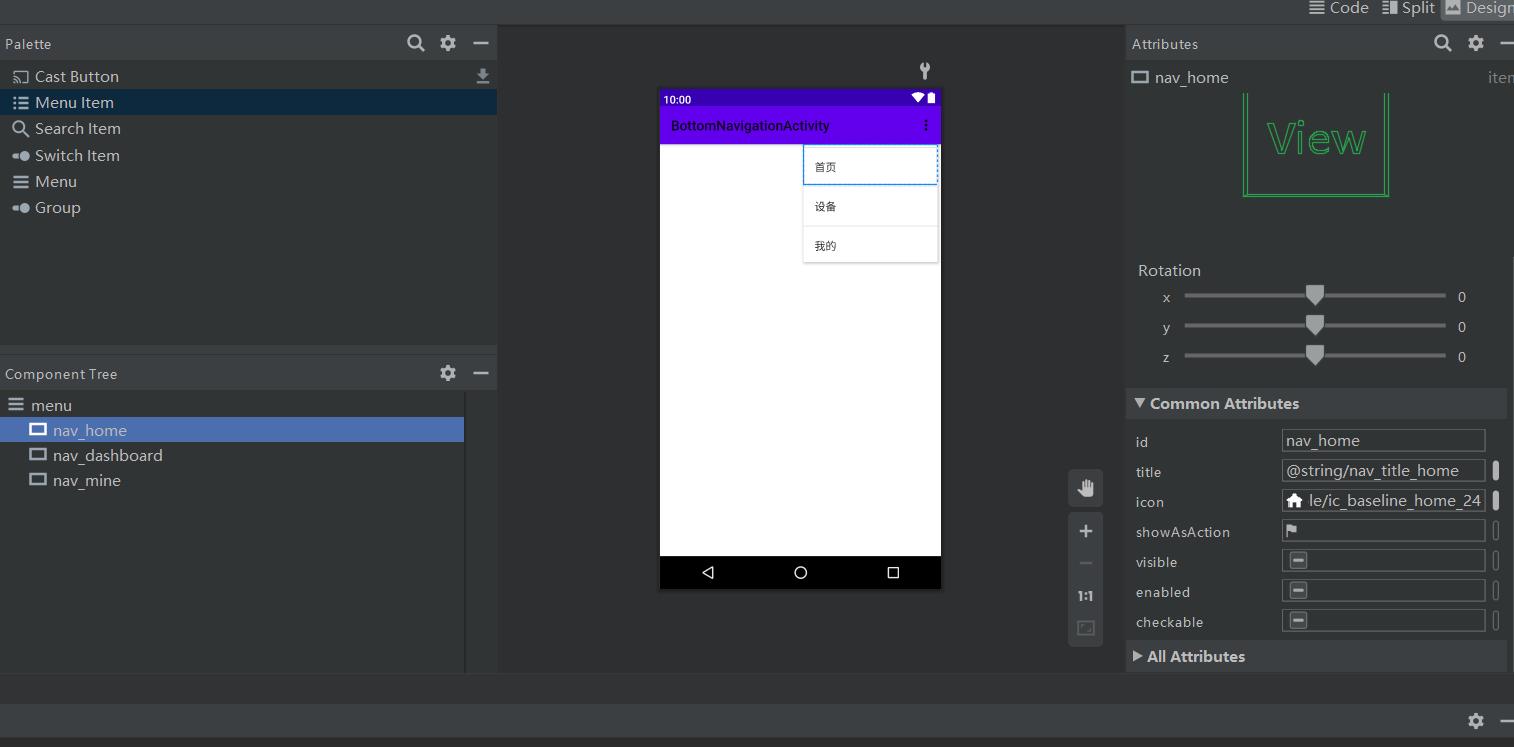 Code Split Design
Palette
Cast Button
Menu Item
Search Item
Switch Item
Menu
Group
Component Tree
menu
nav_home
nav_dashboard
nav_mine
10:00
BottomNavigationActivity
首页
设备
我的
1:1
Attributes
nav_home iten
View
Rotation
x 0
y 0
z 0
Common Attributes
id nav_home
title @string/nav_title_home
icon le/ic_baseline_home_24
showAsAction
visible
enabled
checkable
All Attributes